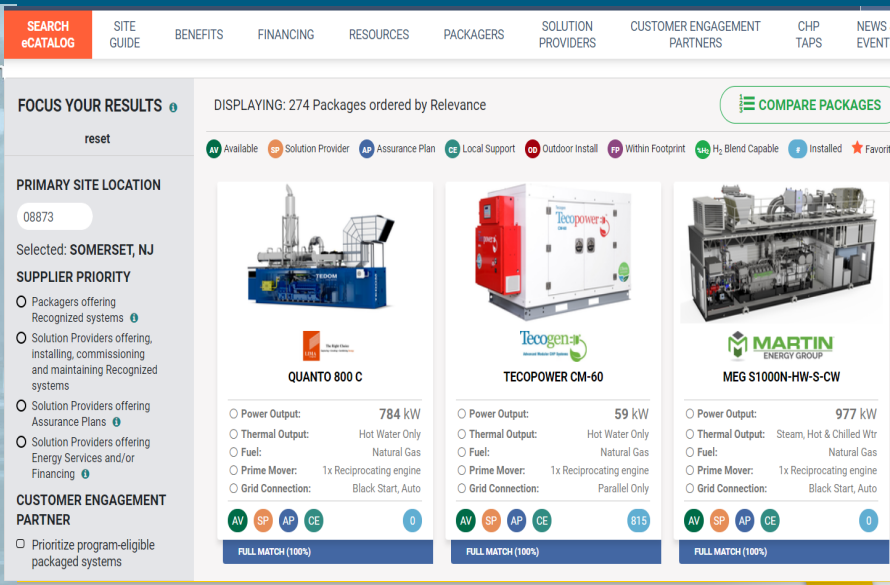 SEARCH
eCATALOG
SITE
GUIDE
BENEFITS
FINANCING
RESOURCES
PACKAGERS
SOLUTION
PROVIDERS
CUSTOMER ENGAGEMENT
PARTNERS
CHP
TAPS
NEWS
EVENT
FOCUS YOUR RESULTS i
reset
PRIMARY SITE LOCATION
08873
Selected: SOMERSET, NJ
SUPPLIER PRIORITY
Packagers offering
Recognized systems i
Solution Providers offering,
installing, commissioning
and maintaining Recognized
systems
Solution Providers offering
Assurance Plans i
Solution Providers offering
Energy Services and/or
Financing i
CUSTOMER ENGAGEMENT
PARTNER
Prioritize program-eligible
packaged systems
DISPLAYING: 274 Packages ordered by Relevance
COMPARE PACKAGES
AV Available SP Solution Provider AP Assurance Plan CE Local Support OD Outdoor Install FP Within Footprint %H2 H2 Blend Capable # Installed Favorit
TEDOM
TEDOM
The Right Choice
QUANTO 800 C
Power Output: 784 kW
Thermal Output: Hot Water Only
Fuel: Natural Gas
Prime Mover: 1x Reciprocating engine
Grid Connection: Black Start, Auto
AV SP AP CE 0
FULL MATCH (100%)
Tecogen
Tecopower
Tecogen
Advanced Modular CHP Systems
TECOPOWER CM-60
Power Output: 59 kW
Thermal Output: Hot Water Only
Fuel: Natural Gas
Prime Mover: 1x Reciprocating engine
Grid Connection: Parallel Only
AV SP AP CE 815
FULL MATCH (100%)
MARTIN
ENERGY GROUP
MEG S1000N-HW-S-CW
Power Output: 977 kW
Thermal Output: Steam, Hot & Chilled Wtr
Fuel: Natural Gas
Prime Mover: 1x Reciprocating engine
Grid Connection: Black Start, Auto
AV SP AP CE 0
FULL MATCH (100%)